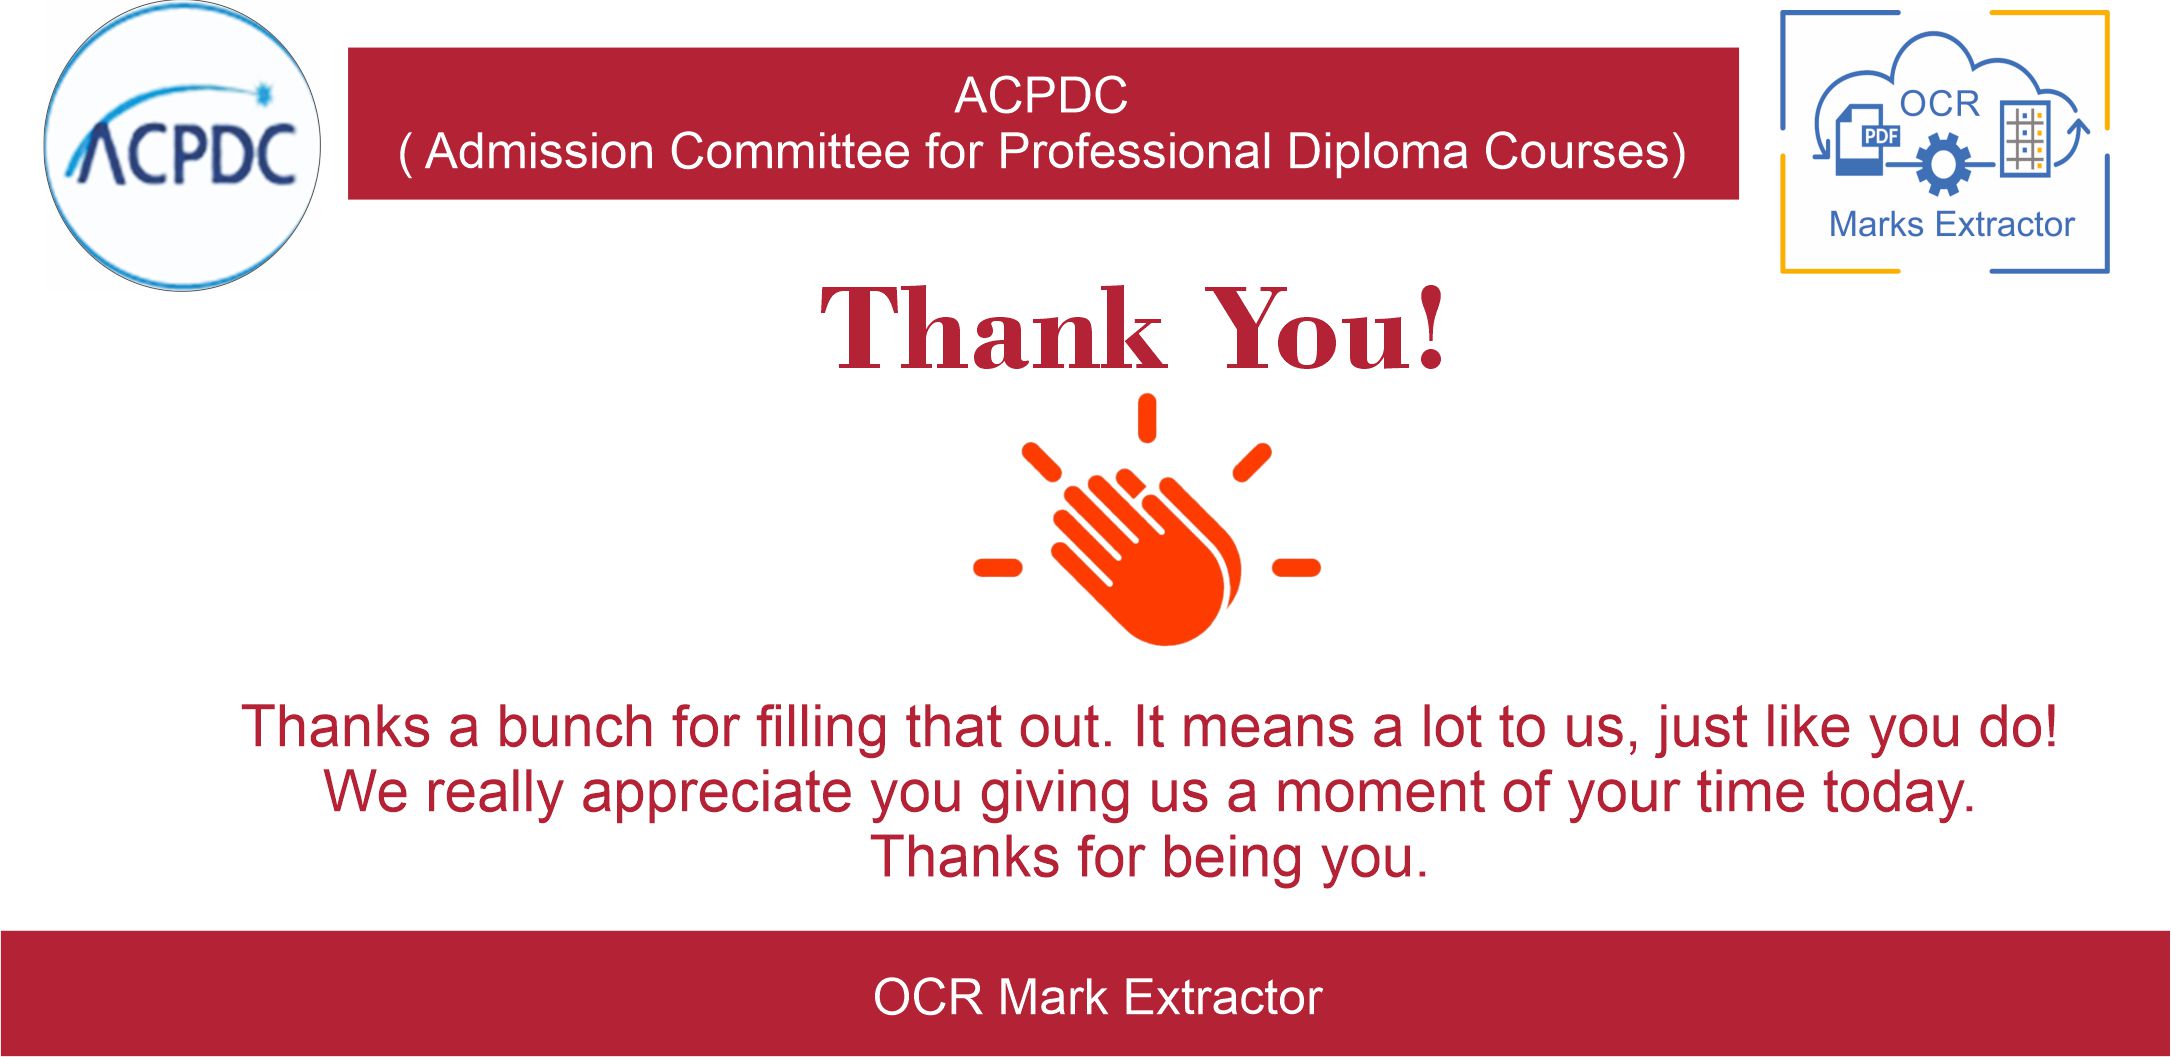 ACPDC
ACPDC
( Admission Committee for Professional Diploma Courses)
OCR
PDF
Marks Extractor
Thank You!
Thanks a bunch for filling that out. It means a lot to us, just like you do!
We really appreciate you giving us a moment of your time today.
Thanks for being you.
OCR Mark Extractor